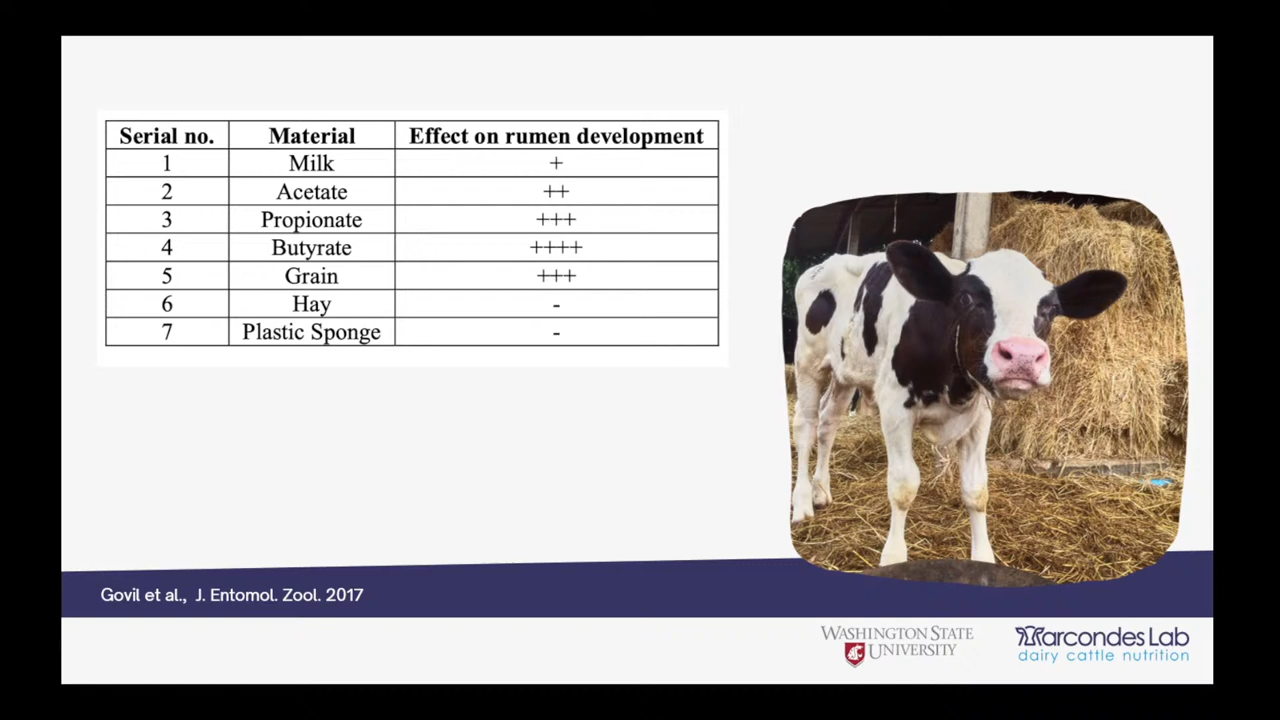 Serial no. Material Effect on rumen development
1 Milk +
2 Acetate ++
3 Propionate +++
4 Butyrate ++++
5 Grain +++
6 Hay -
7 Plastic Sponge -
Govil et al., J. Entomol. Zool. 2017
WASHINGTON STATE
UNIVERSITY
Marcondes Lab
dairy cattle nutrition